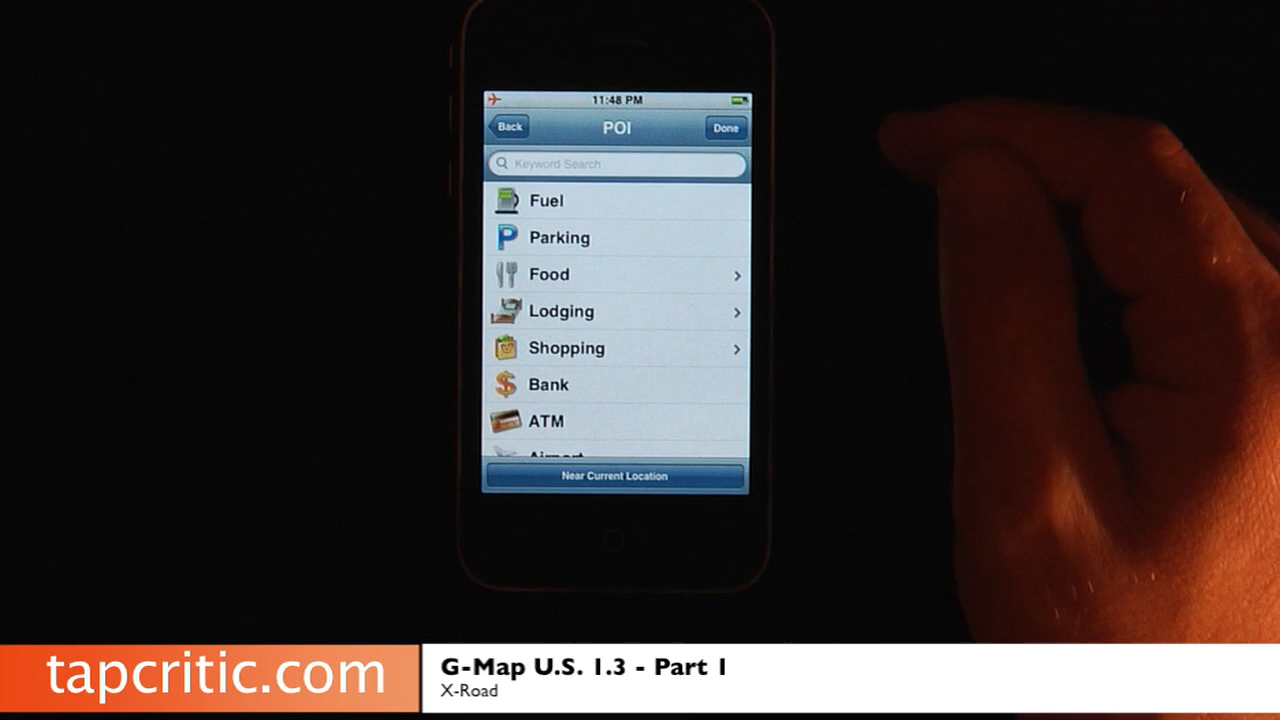 11:48 PM
Back
POI
Done
Keyword Search
Fuel
Parking
Food
Lodging
Shopping
Bank
ATM
Airport
Near Current Location
tapcritic.com
G-Map U.S. 1.3 - Part 1
X-Road